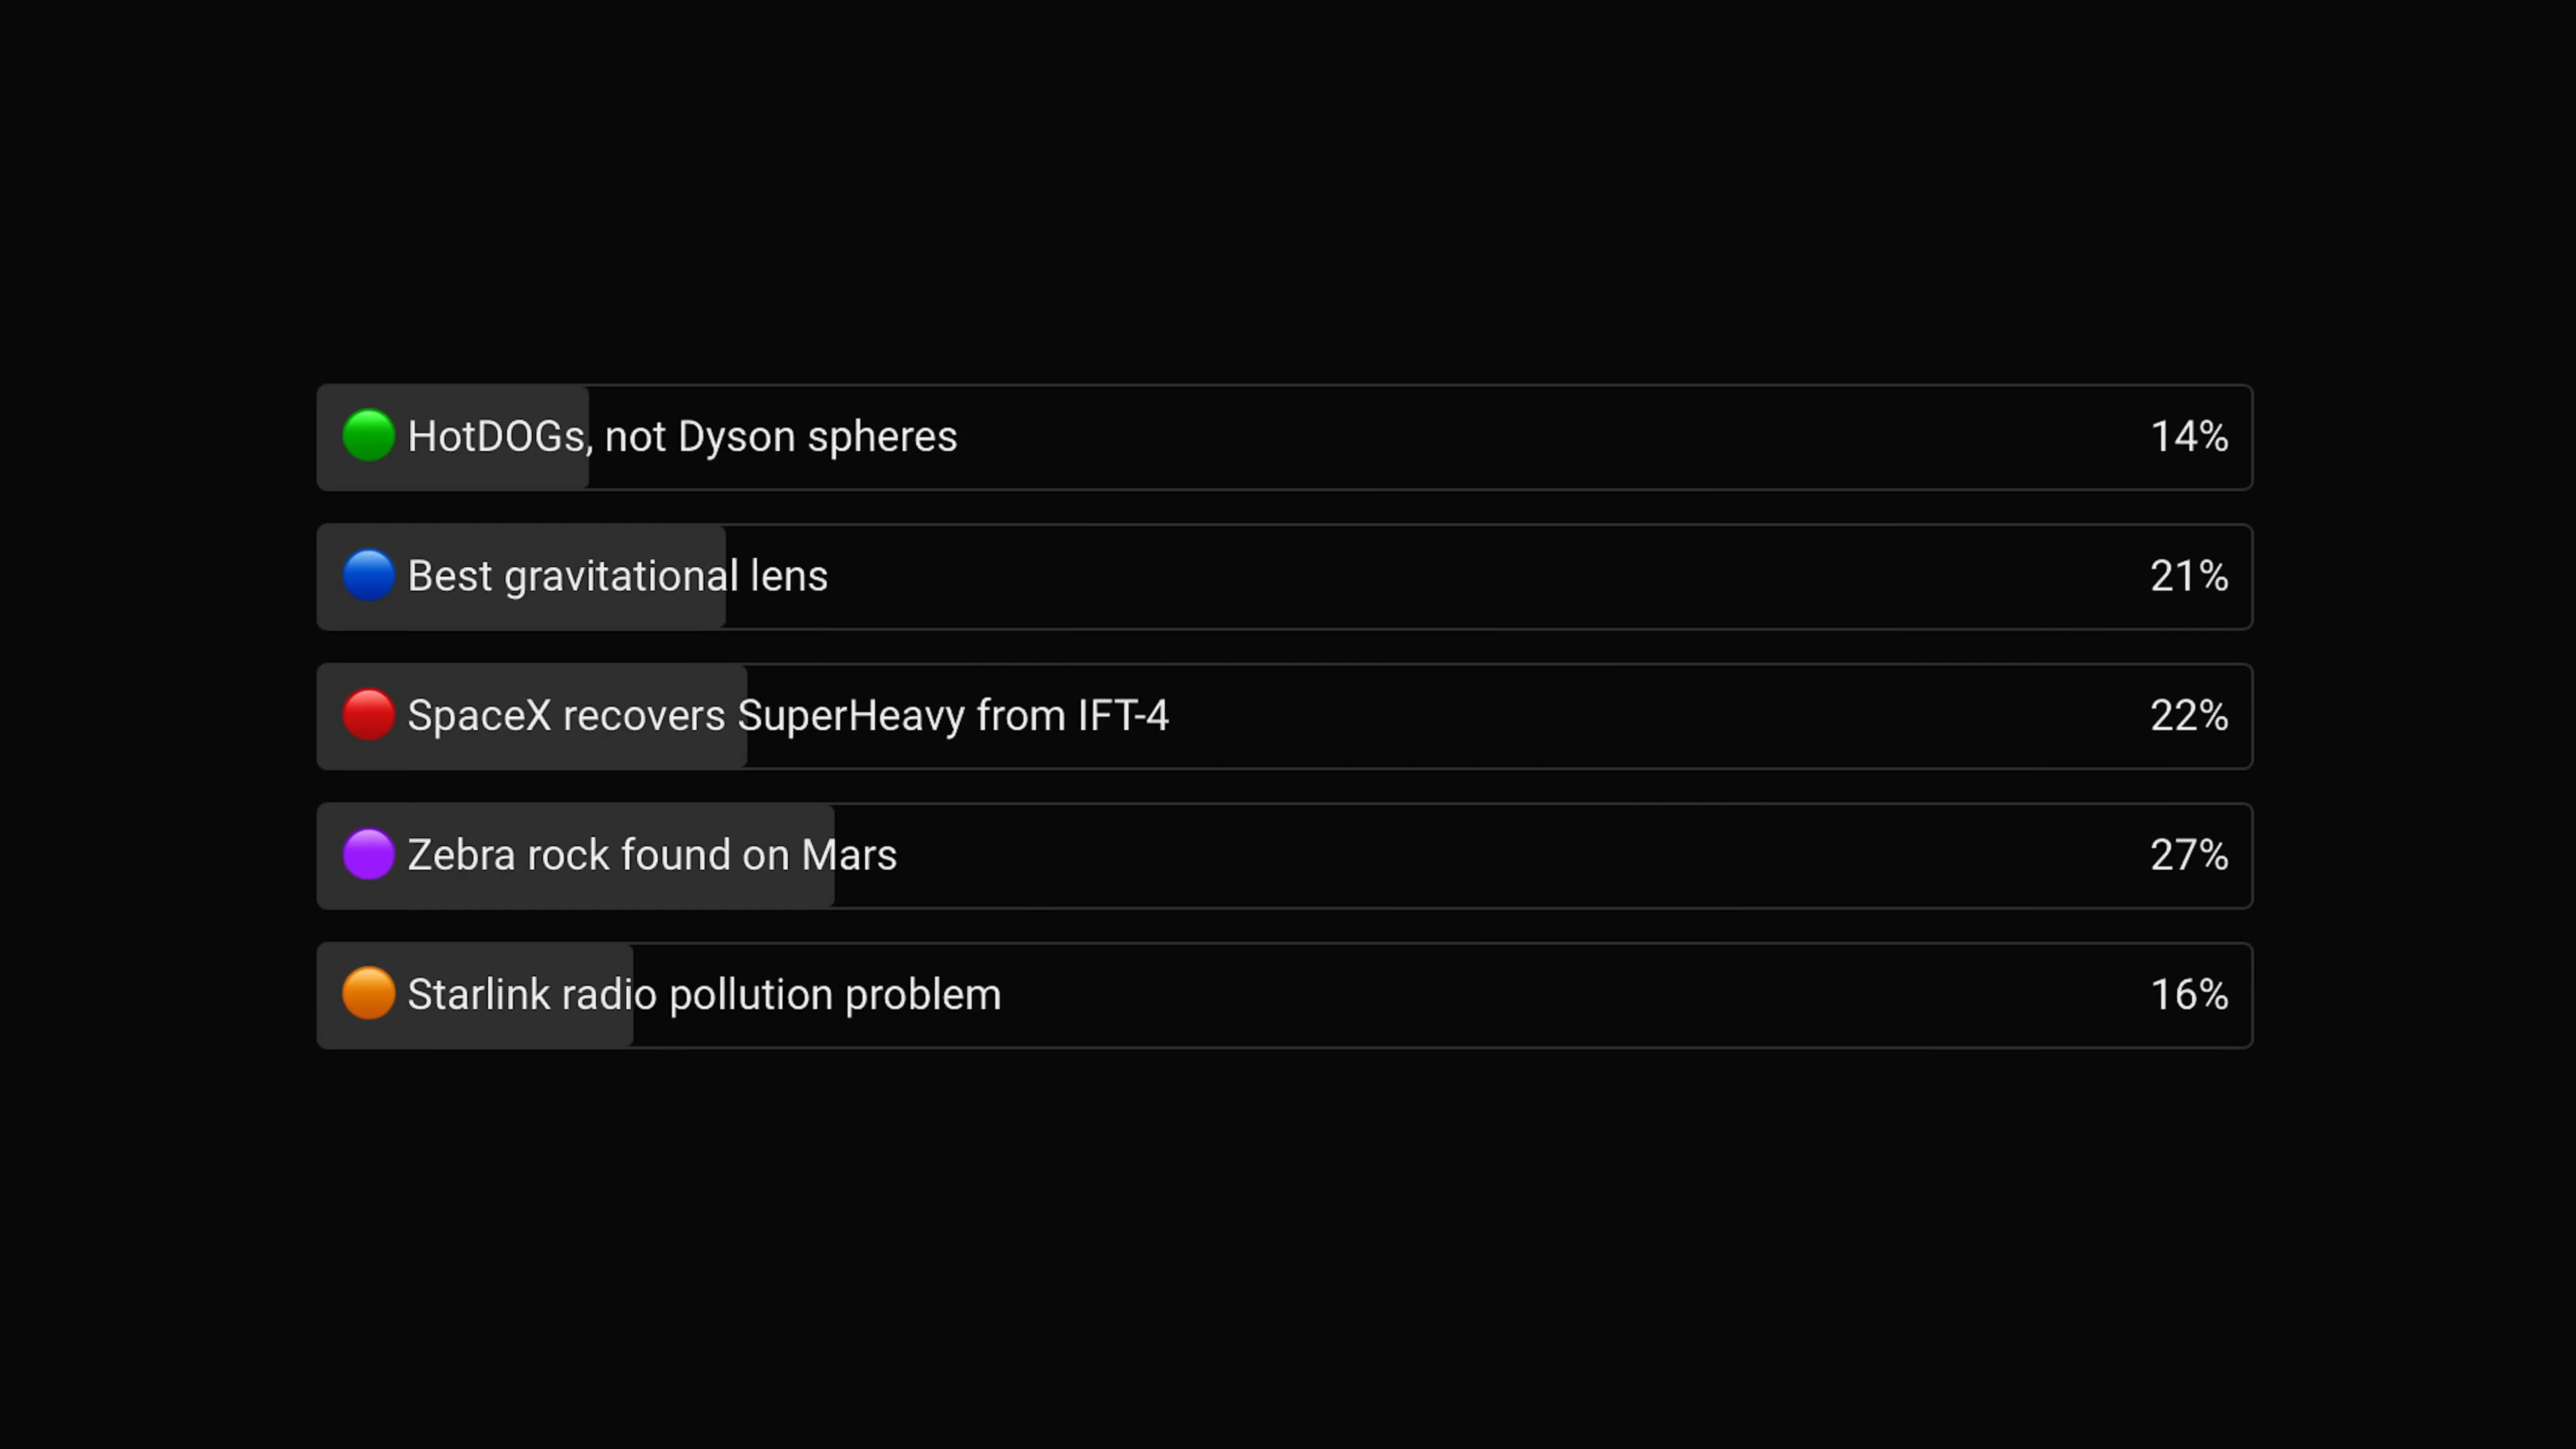 🟢 HotDOGs, not Dyson spheres 14%
🔵 Best gravitational lens 21%
🔴 SpaceX recovers SuperHeavy from IFT-4 22%
🟣 Zebra rock found on Mars 27%
🟠 Starlink radio pollution problem 16%